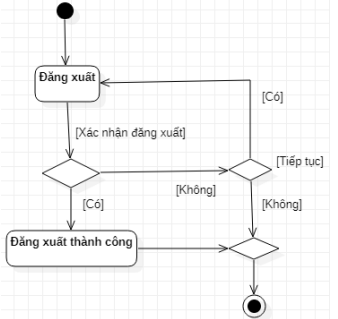 Đăng xuất
[Có]
[Xác nhận đăng xuất]
[Tiếp tục]
[Không]
[Có]
[Không]
Đăng xuất thành công